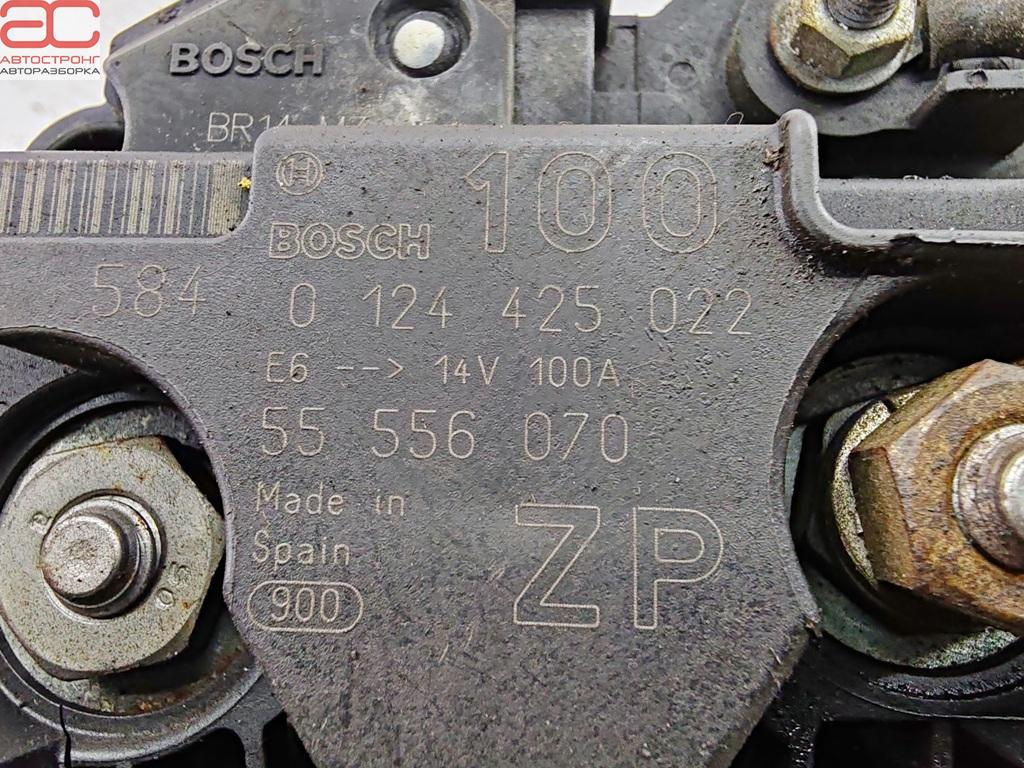 АС
АВТОСТРОНГ
АВТОРАЗБОРКА
BOSCH
BR14
100
BOSCH
584
0 124 425 022
E6 --> 14V 100A
55 556 070
Made in
Spain
ZP
900